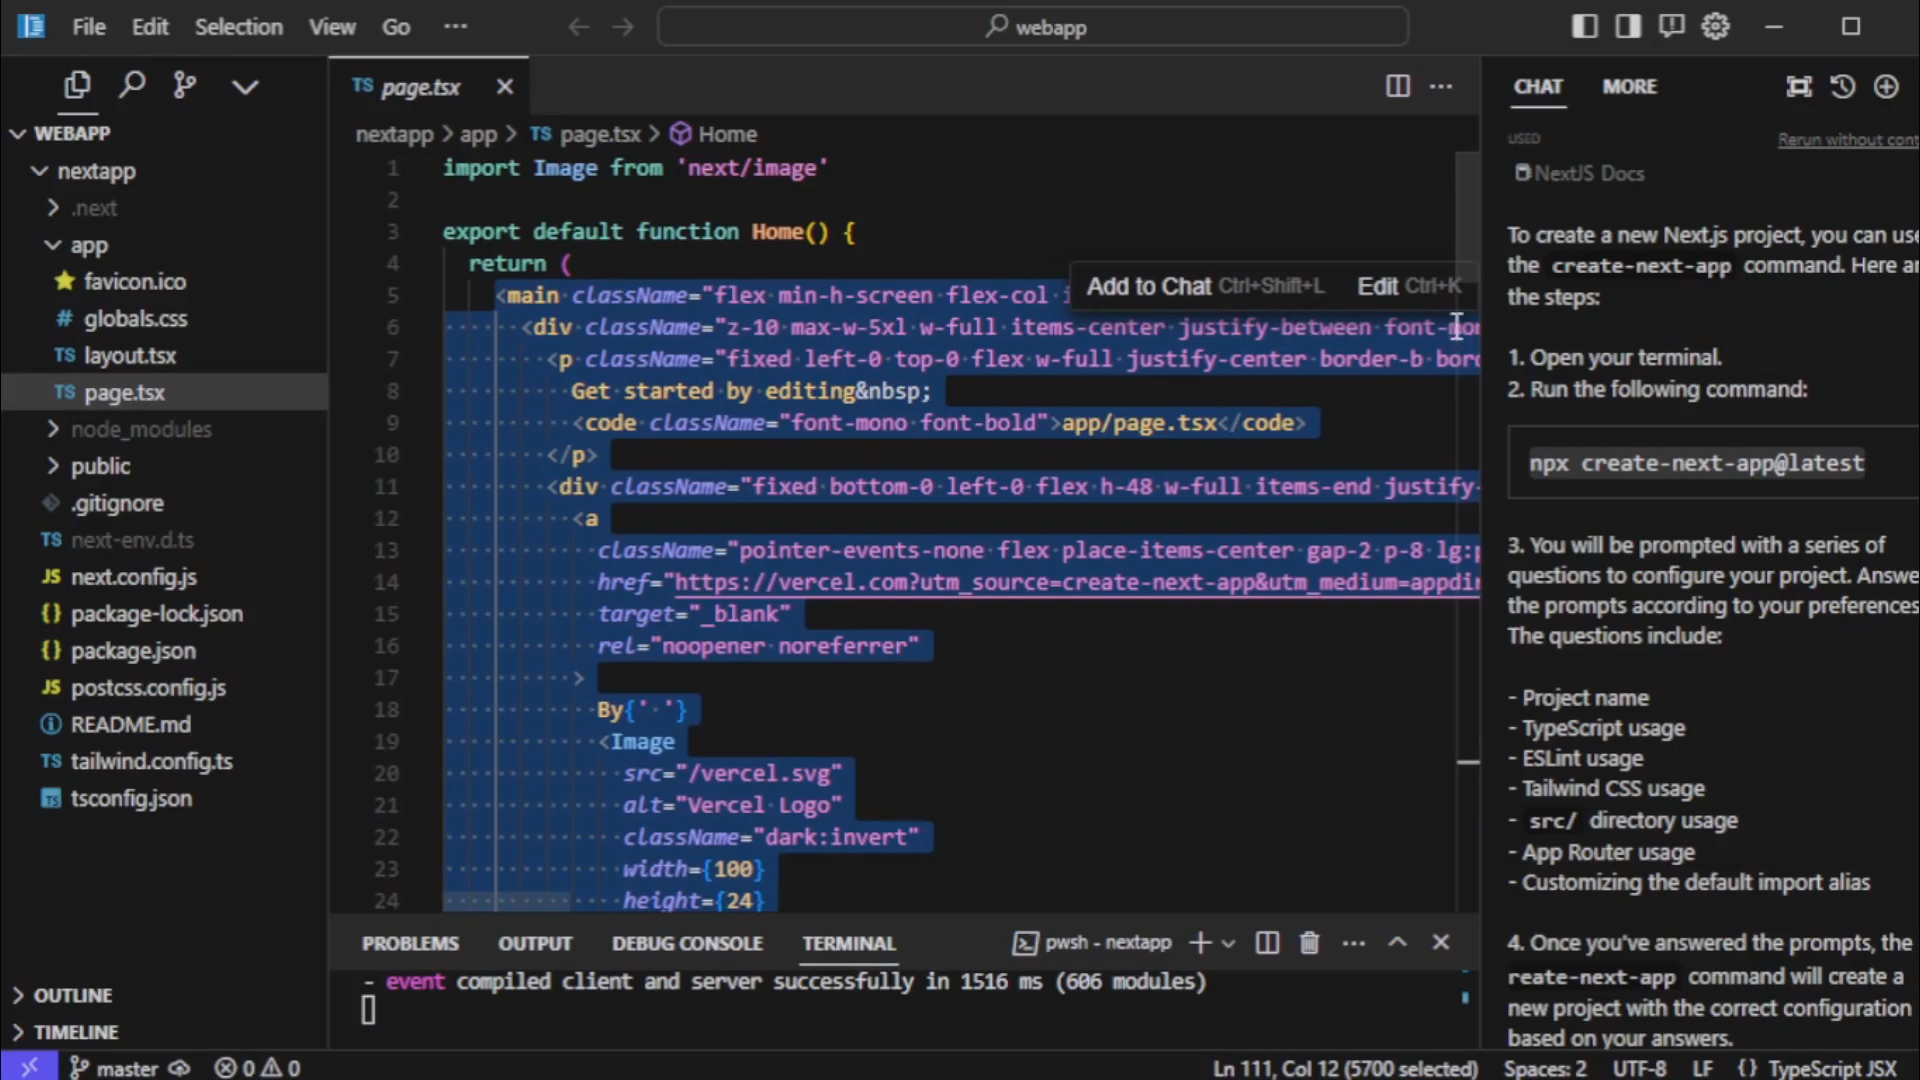 File Edit Selection View Go ···
webapp
WEBAPP
nextapp
.next
app
favicon.ico
# globals.css
TS layout.tsx
TS page.tsx
node_modules
public
.gitignore
TS next-env.d.ts
JS next.config.js
{} package-lock.json
{} package.json
JS postcss.config.js
README.md
TS tailwind.config.ts
TS tsconfig.json
OUTLINE
TIMELINE
TS page.tsx
nextapp > app > TS page.tsx > Home
1 import Image from 'next/image'
2
3 export default function Home() {
4 return (
5 <main className="flex min-h-screen flex-col
Add to Chat Ctrl+Shift+L Edit Ctrl+K
6 <div className="z-10 max-w-5xl w-full items-center justify-between font-mon
7 <p className="fixed left-0 top-0 flex w-full justify-center border-b bord
8 Get started by editing&nbsp;
9 <code className="font-mono font-bold">app/page.tsx</code>
10 </p>
11 <div className="fixed bottom-0 left-0 flex h-48 w-full items-end justify-
12 <a
13 className="pointer-events-none flex place-items-center gap-2 p-8 lg:p
14 href="https://vercel.com?utm_source=create-next-app&utm_medium=appdir
15 target="_blank"
16 rel="noopener noreferrer"
17 >
18 By{' '}
19 <Image
20 src="/vercel.svg"
21 alt="Vercel Logo"
22 className="dark:invert"
23 width={100}
24 height={24}
PROBLEMS OUTPUT DEBUG CONSOLE TERMINAL
pwsh - nextapp
- event compiled client and server successfully in 1516 ms (606 modules)
CHAT MORE
USED
Rerun without cont
NextJS Docs
To create a new Next.js project, you can use
the create-next-app command. Here ar
the steps:
1. Open your terminal.
2. Run the following command:
npx create-next-app@latest
3. You will be prompted with a series of
questions to configure your project. Answe
the prompts according to your preferences
The questions include:
- Project name
- TypeScript usage
- ESLint usage
- Tailwind CSS usage
- src/ directory usage
- App Router usage
- Customizing the default import alias
4. Once you've answered the prompts, the
reate-next-app command will create a
new project with the correct configuration
based on your answers.
master 0 0
Ln 111, Col 12 (5700 selected) Spaces: 2 UTF-8 LF {} TypeScript JSX